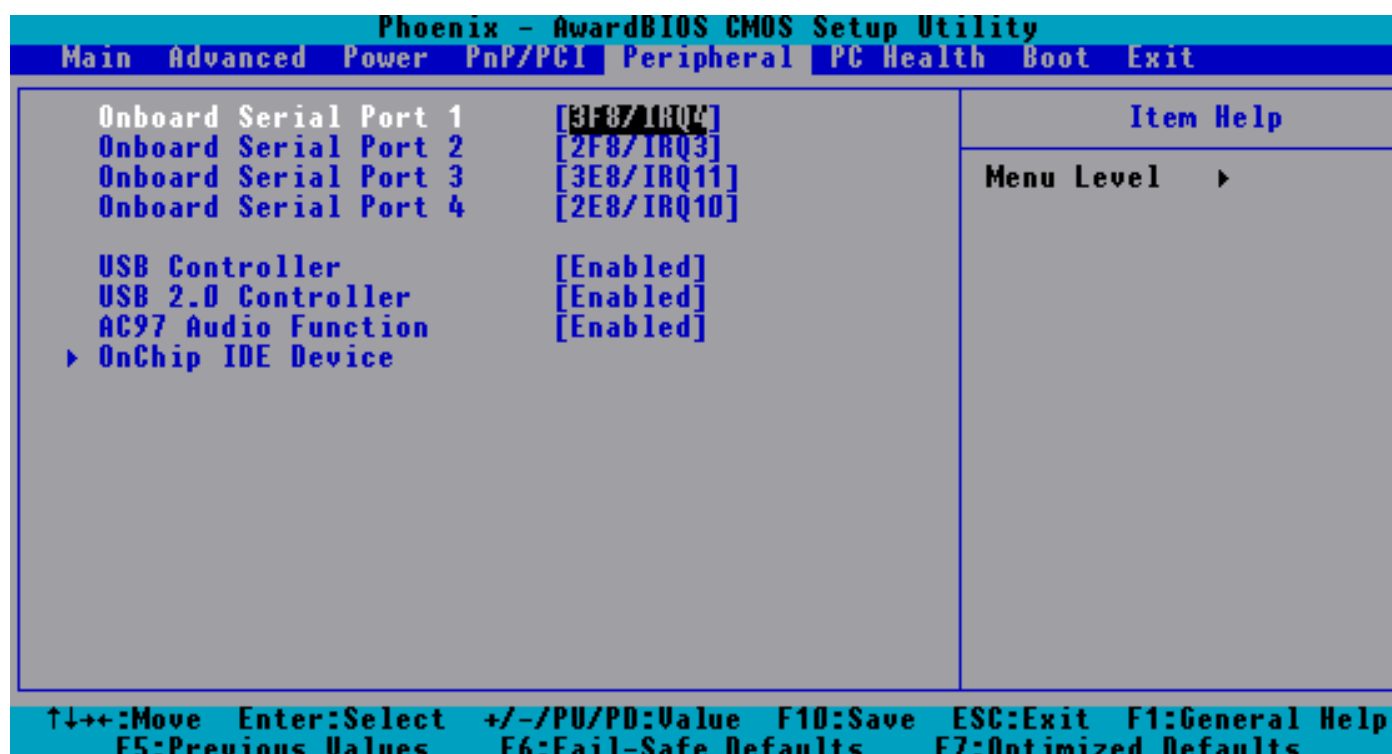 Phoenix - AwardBIOS CMOS Setup Utility
Main Advanced Power PnP/PCI Peripheral PC Health Boot Exit
Onboard Serial Port 1 [3F8/IRQ4] Item Help
Onboard Serial Port 2 [2F8/IRQ3]
Onboard Serial Port 3 [3E8/IRQ11] Menu Level ▸
Onboard Serial Port 4 [2E8/IRQ10]
USB Controller [Enabled]
USB 2.0 Controller [Enabled]
AC97 Audio Function [Enabled]
▸ OnChip IDE Device
↑↓→←:Move Enter:Select +/-/PU/PD:Value F10:Save ESC:Exit F1:General Help
F5:Previous Values F6:Fail-Safe Defaults F7:Optimized Defaults